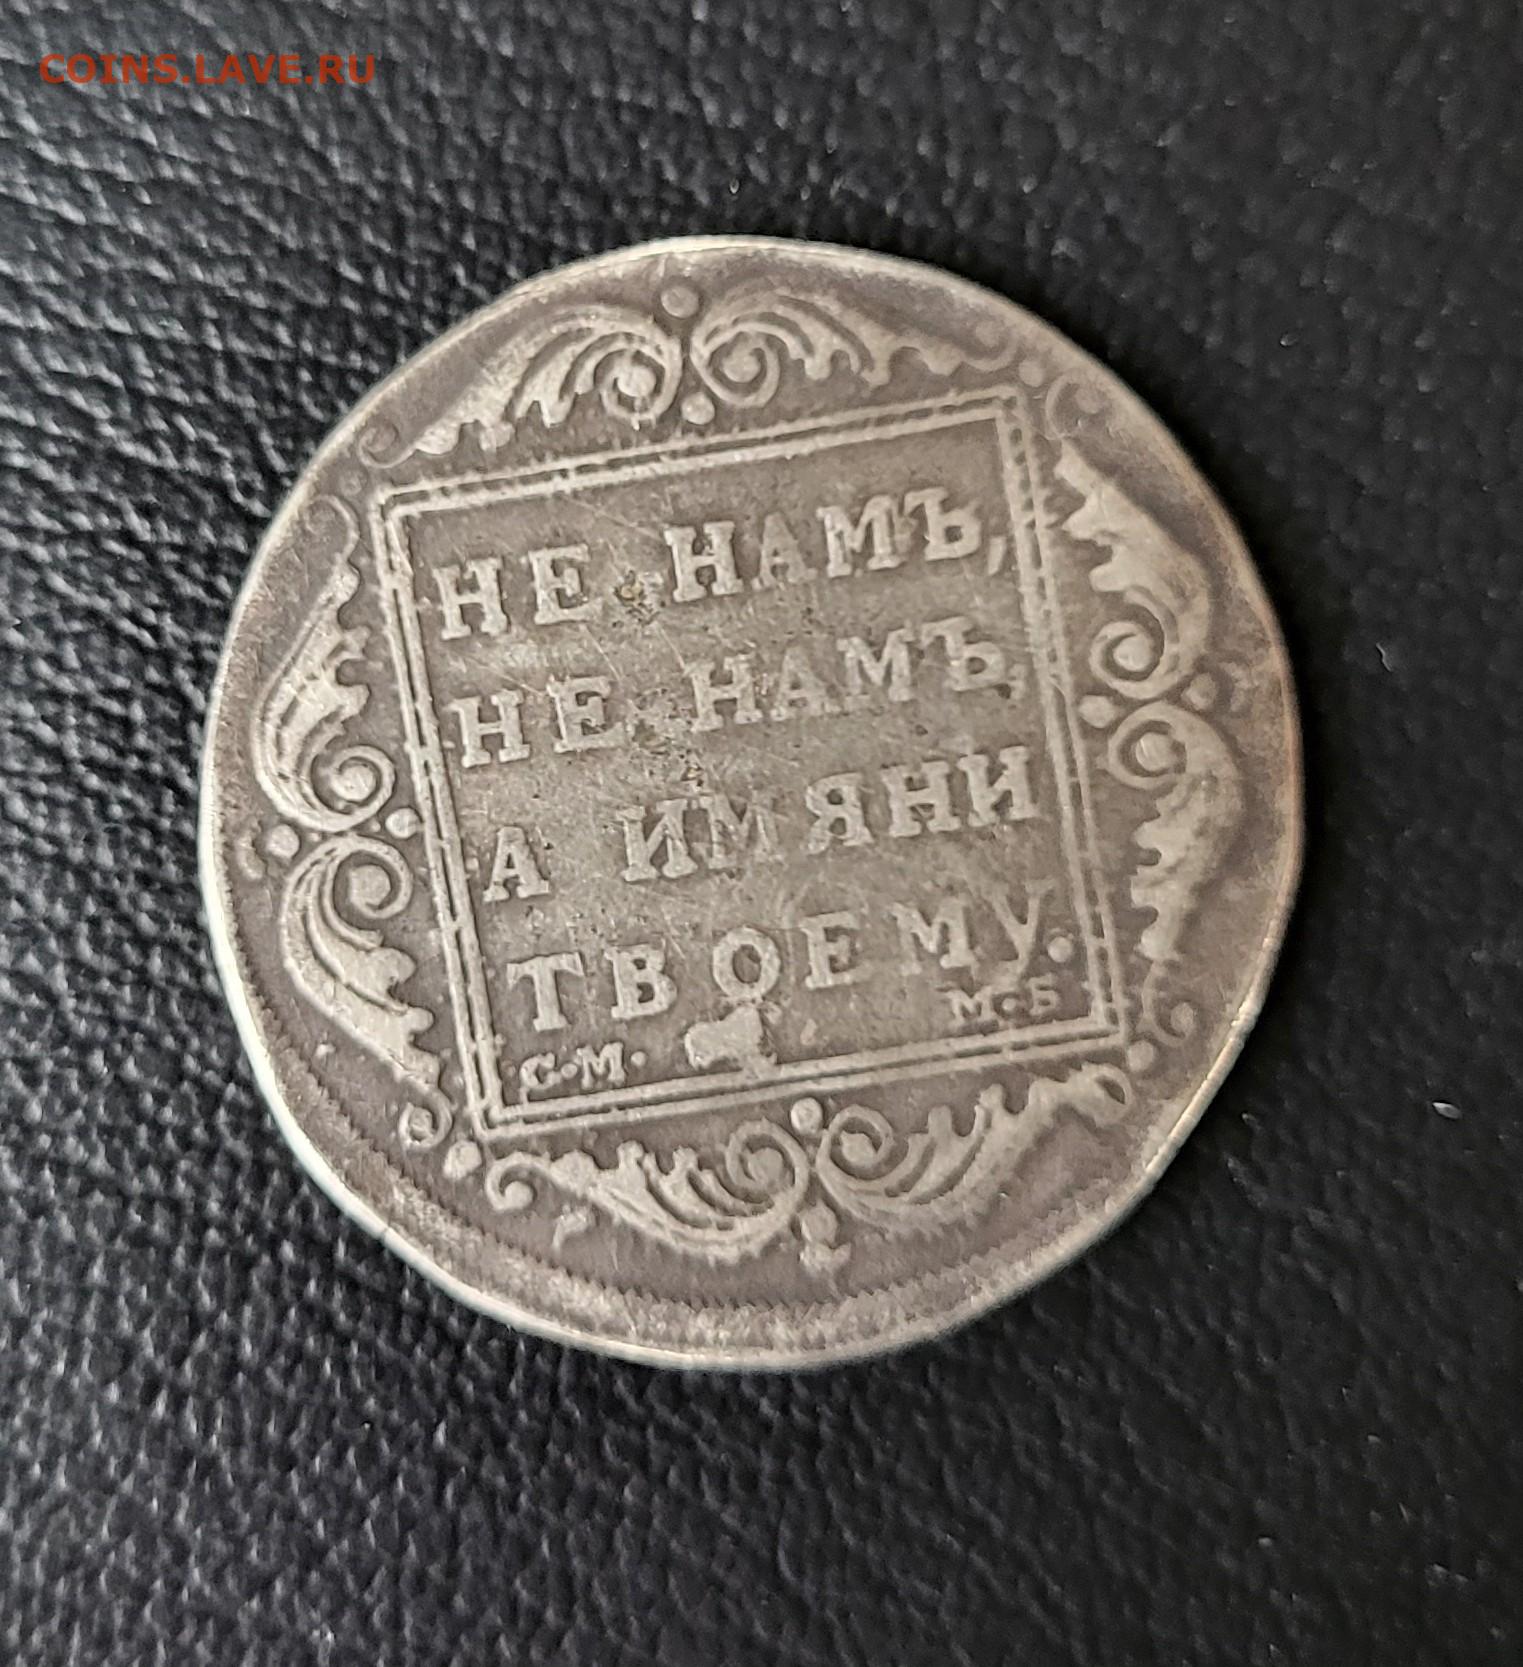 COINS.LAVE.RU
НЕ НАМЪ,
НЕ НАМЪ,
А ИМЯНИ
ТВОЕМУ.
С·М· М·Б